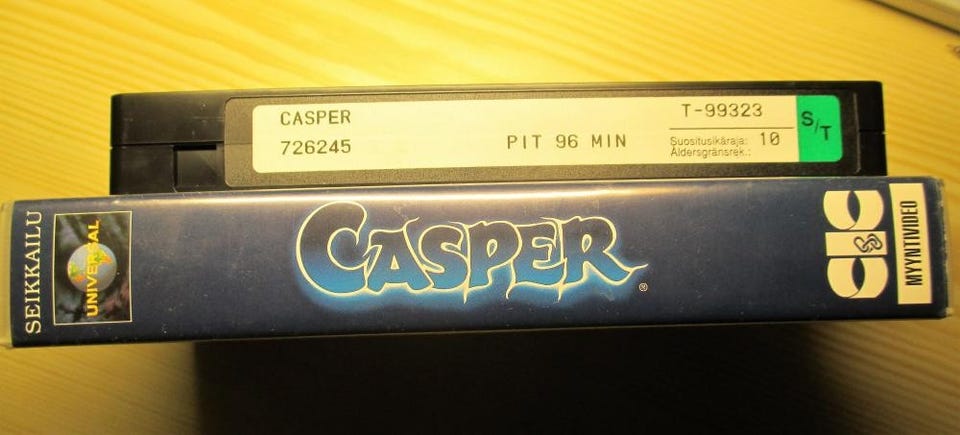 CASPER
726245
PIT 96 MIN
T-99323
Suositusikäraja: 10
Åldersgränsrek.:
S/T
SEIKKAILU
UNIVERSAL
CASPER®
CIC
MYYNTIVIDEO